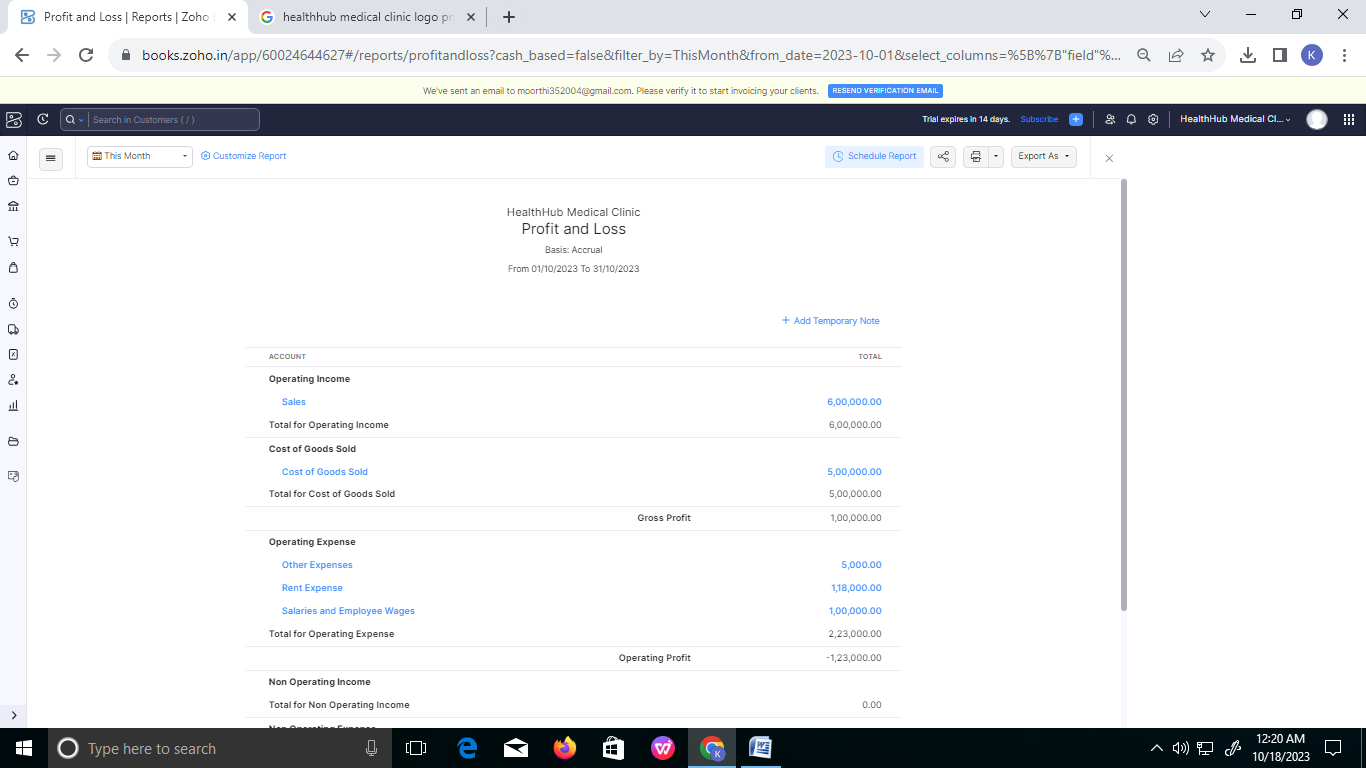 Profit and Loss | Reports | Zoho
healthhub medical clinic logo pr
books.zoho.in/app/60024644627#/reports/profitandloss?cash_based=false&filter_by=ThisMonth&from_date=2023-10-01&select_columns=%5B%7B"field"%...
K
We've sent an email to moorthi352004@gmail.com. Please verify it to start invoicing your clients. RESEND VERIFICATION EMAIL
Search in Customers ( / )
Trial expires in 14 days. Subscribe
HealthHub Medical Cl...
This Month
Customize Report
Schedule Report
Export As
HealthHub Medical Clinic
Profit and Loss
Basis: Accrual
From 01/10/2023 To 31/10/2023
+ Add Temporary Note
ACCOUNT TOTAL
Operating Income
Sales 6,00,000.00
Total for Operating Income 6,00,000.00
Cost of Goods Sold
Cost of Goods Sold 5,00,000.00
Total for Cost of Goods Sold 5,00,000.00
Gross Profit 1,00,000.00
Operating Expense
Other Expenses 5,000.00
Rent Expense 1,18,000.00
Salaries and Employee Wages 1,00,000.00
Total for Operating Expense 2,23,000.00
Operating Profit -1,23,000.00
Non Operating Income
Total for Non Operating Income 0.00
Non Operating Expense
Type here to search
12:20 AM
10/18/2023